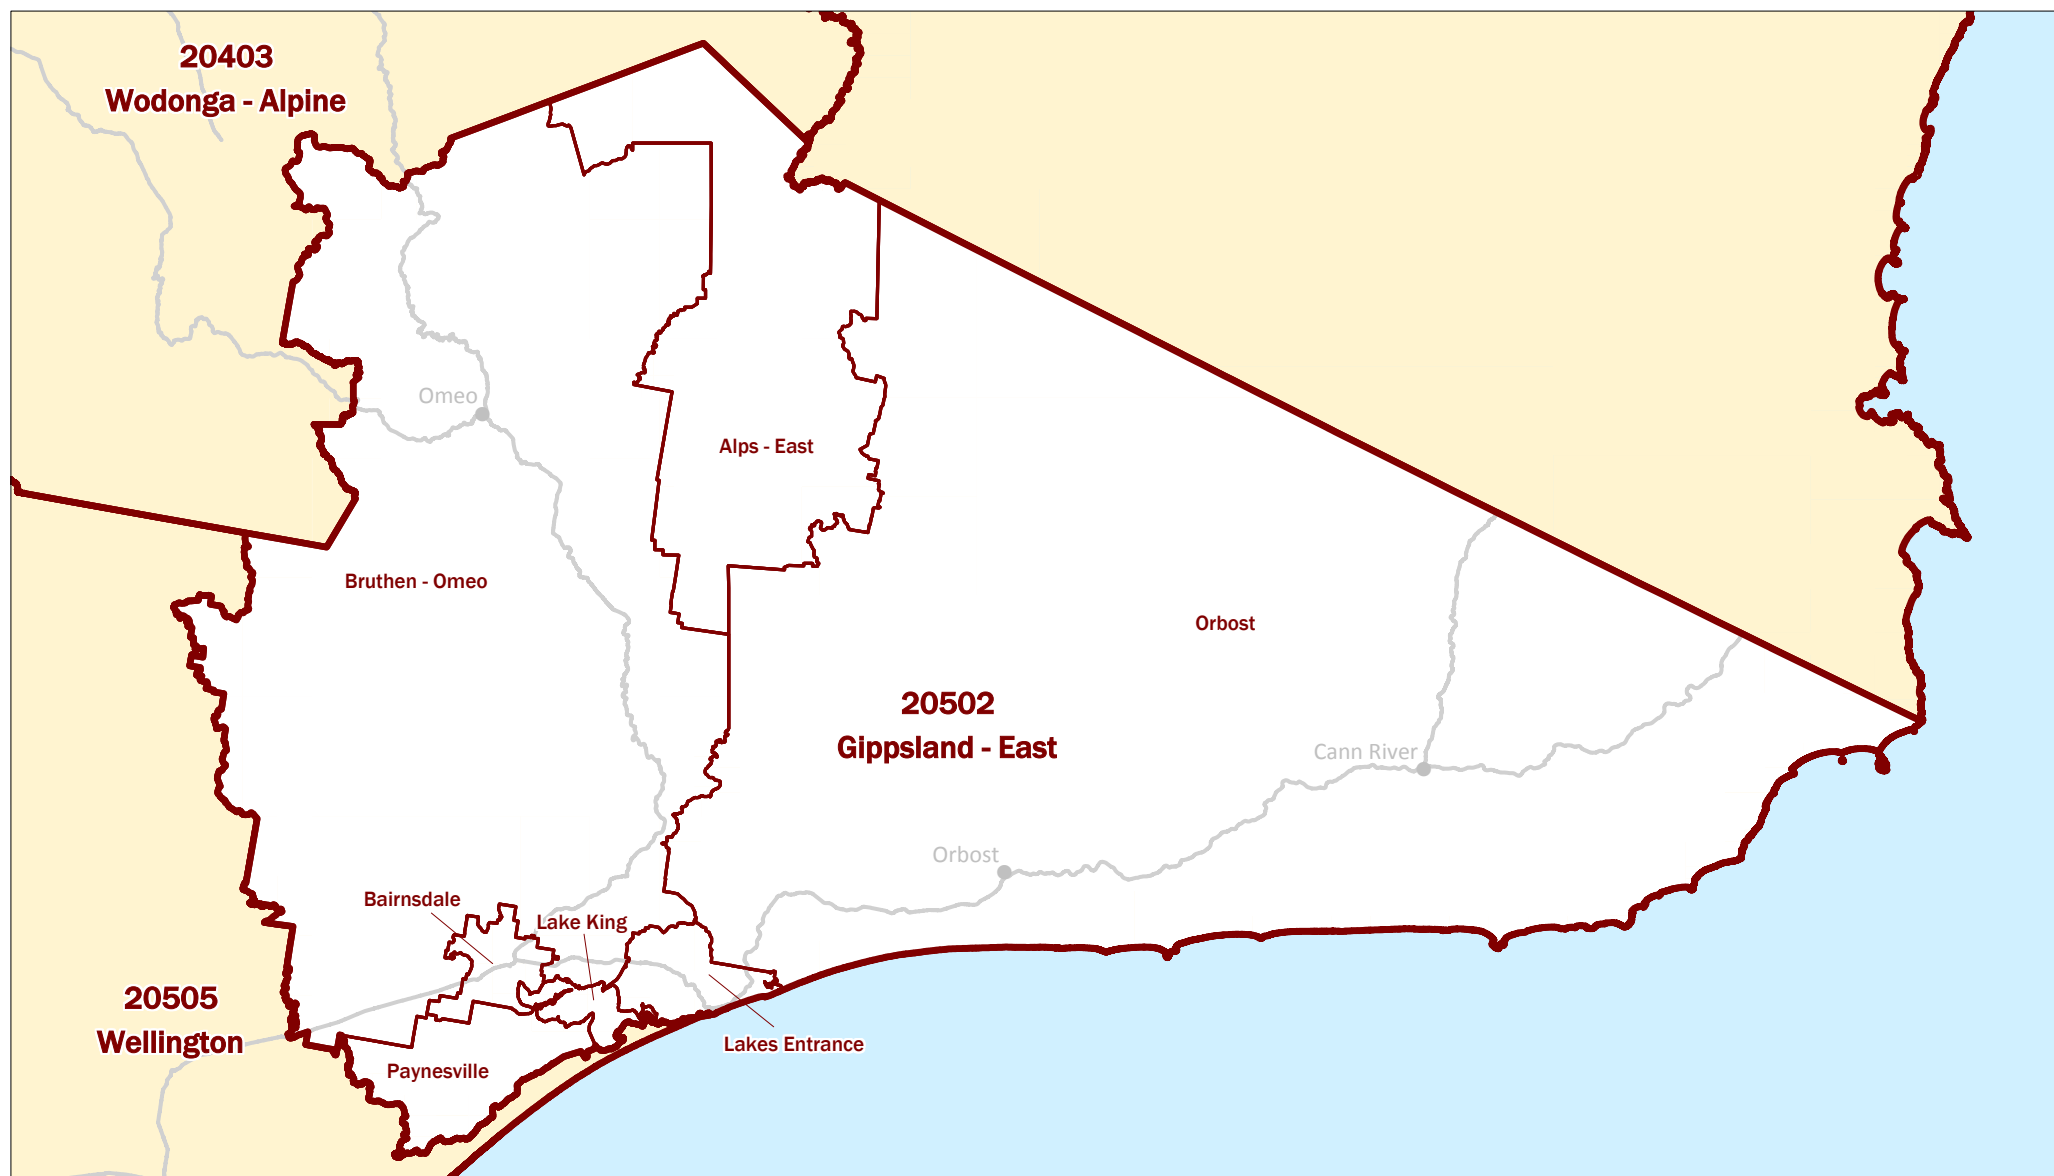 20403
Wodonga - Alpine
Omeo
Alps - East
Bruthen - Omeo
Orbost
20502
Gippsland - East
Cann River
Orbost
Bairnsdale
Lake King
20505
Wellington
Lakes Entrance
Paynesville